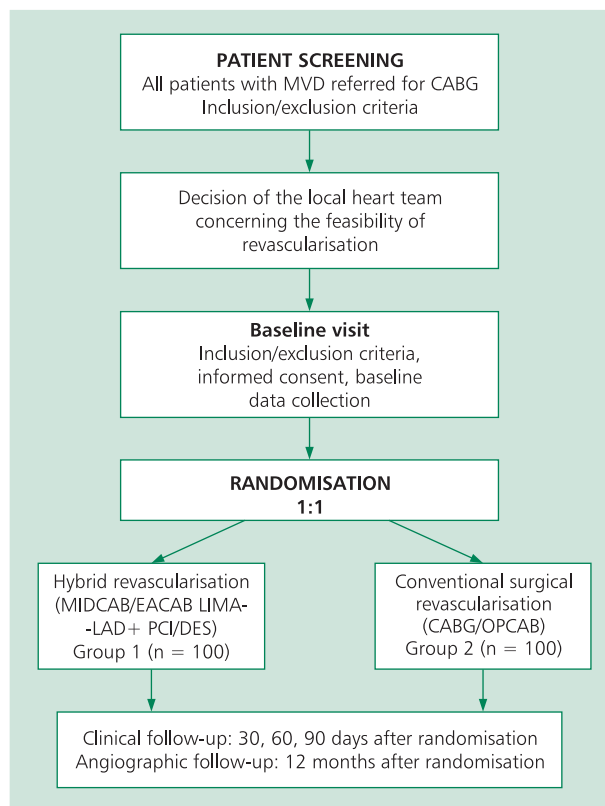 PATIENT SCREENING
All patients with MVD referred for CABG
Inclusion/exclusion criteria
Decision of the local heart team
concerning the feasibility of
revascularisation
Baseline visit
Inclusion/exclusion criteria,
informed consent, baseline
data collection
RANDOMISATION
1:1
Hybrid revascularisation
(MIDCAB/EACAB LIMA-
-LAD+ PCI/DES)
Group 1 (n = 100)
Conventional surgical
revascularisation
(CABG/OPCAB)
Group 2 (n = 100)
Clinical follow-up: 30, 60, 90 days after randomisation
Angiographic follow-up: 12 months after randomisation